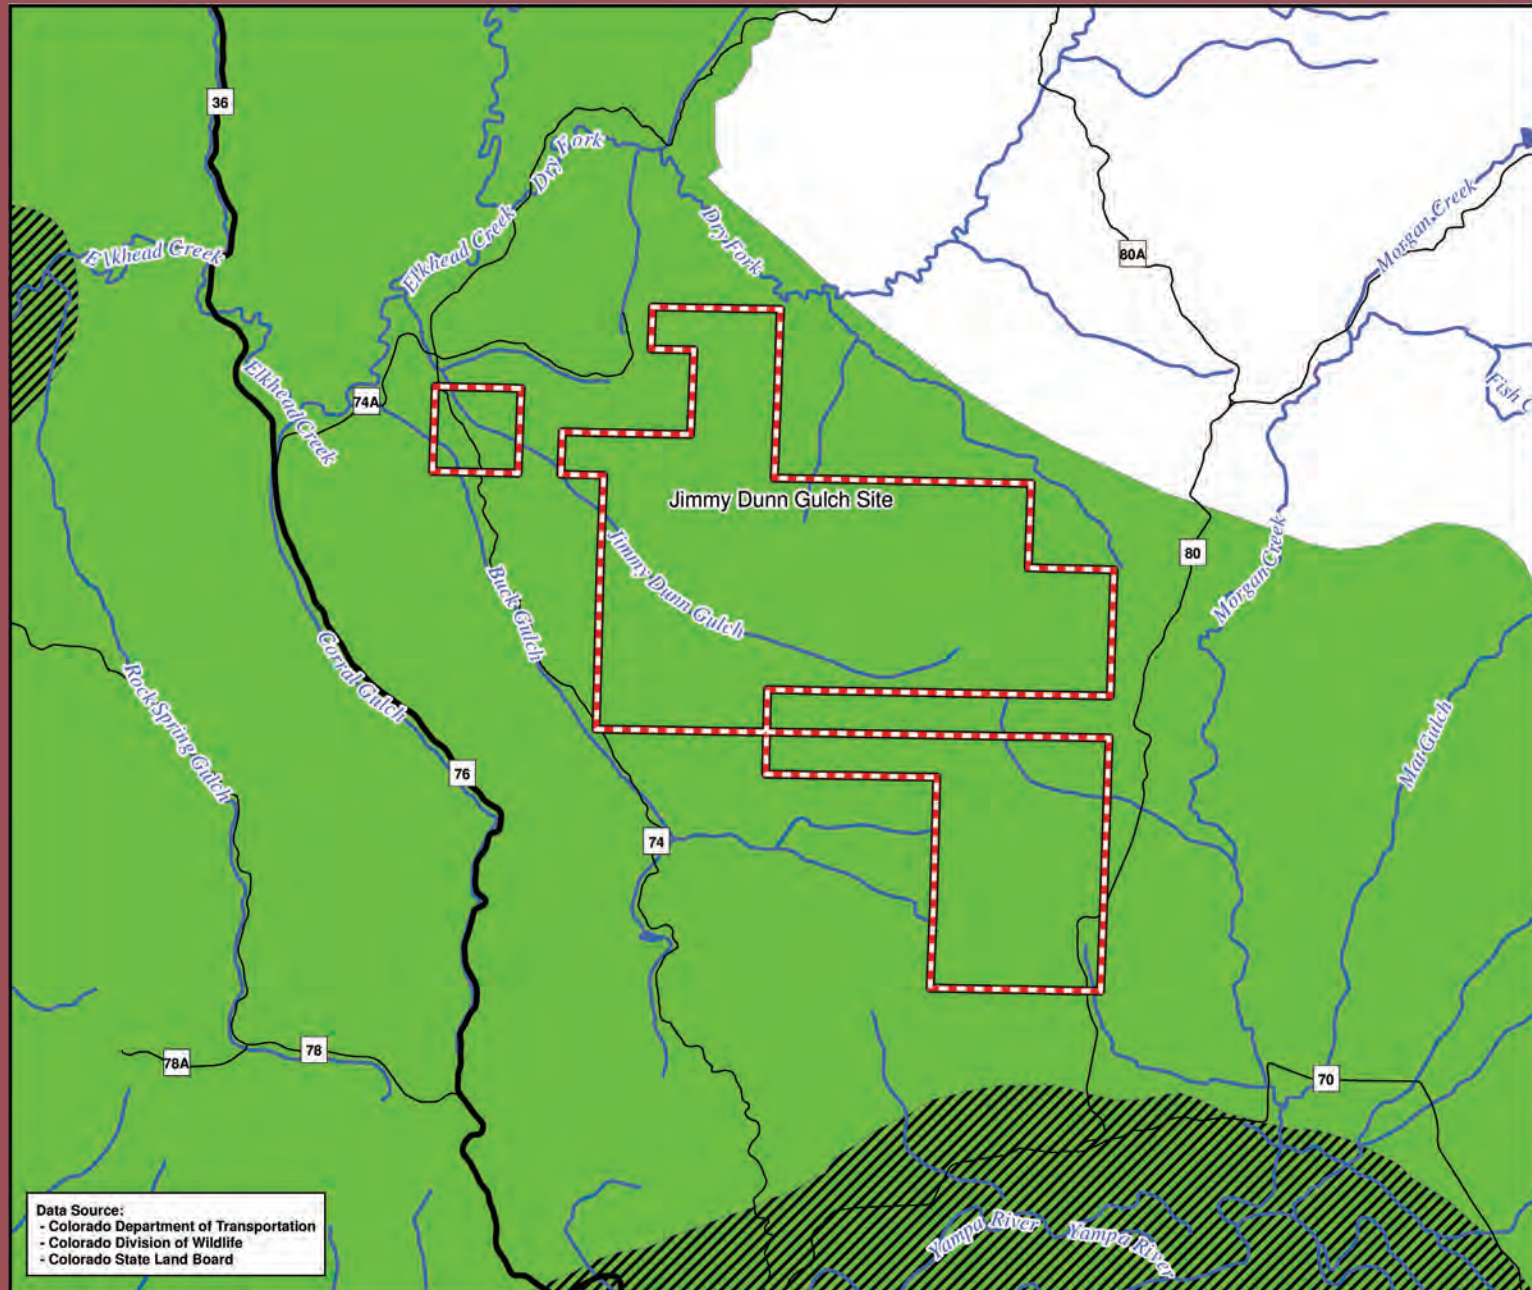 36
Dry Fork
Elkhead Creek
Elkhead Creek
Dry Fork
80A
Morgan Creek
Elkhead Creek
74A
Fish C
Jimmy Dunn Gulch Site
80
Jimmy Dunn Gulch
Buck Gulch
Morgan Creek
Corral Gulch
Rock Spring Gulch
Mat Gulch
76
74
78
78A
70
Yampa River
Yampa River
Data Source:
- Colorado Department of Transportation
- Colorado Division of Wildlife
- Colorado State Land Board